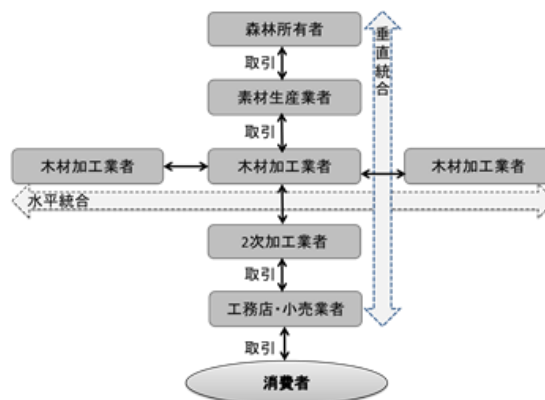 森林所有者
垂直統合
取引
素材生産業者
取引
木材加工業者
木材加工業者
木材加工業者
水平統合
2次加工業者
取引
工務店・小売業者
取引
消費者